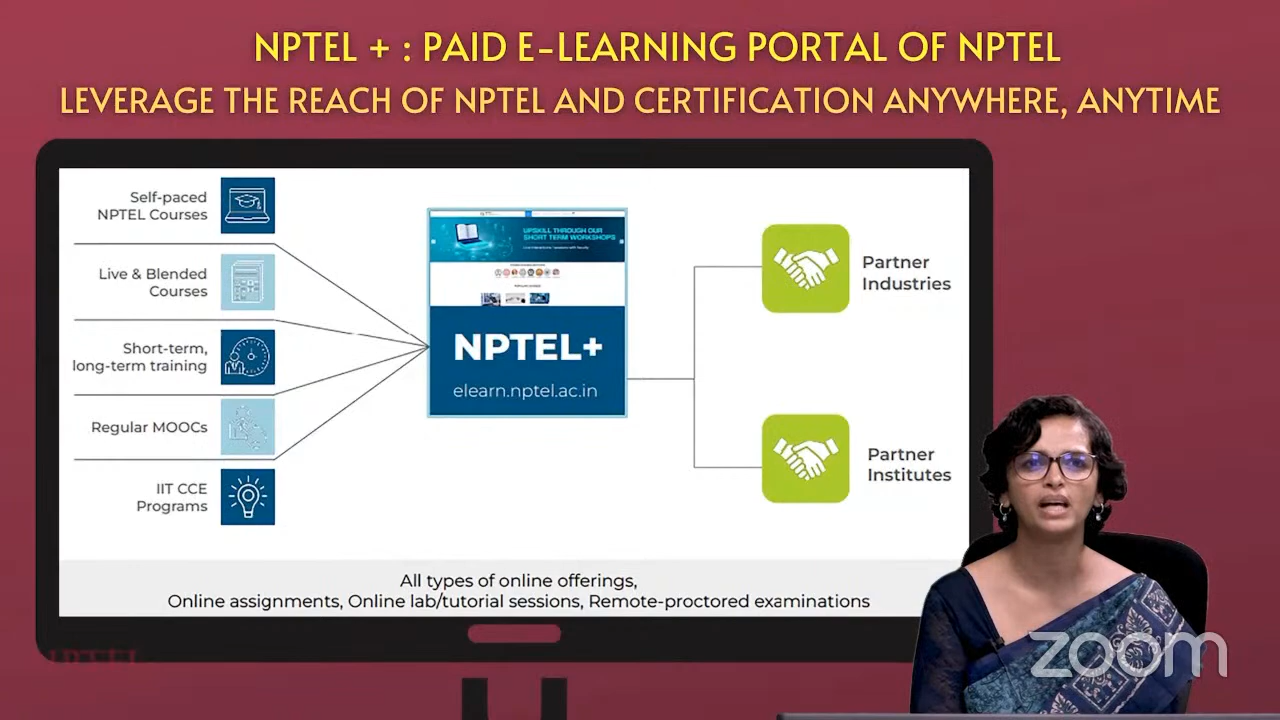 NPTEL + : PAID E-LEARNING PORTAL OF NPTEL
LEVERAGE THE REACH OF NPTEL AND CERTIFICATION ANYWHERE, ANYTIME
Self-paced
NPTEL Courses
Live & Blended
Courses
Short-term,
long-term training
Regular MOOCs
IIT CCE
Programs
UPSKILL THROUGH OUR
SHORT TERM WORKSHOPS
NPTEL+
elearn.nptel.ac.in
Partner
Industries
Partner
Institutes
All types of online offerings,
Online assignments, Online lab/tutorial sessions, Remote-proctored examinations
NPTEL
zoom